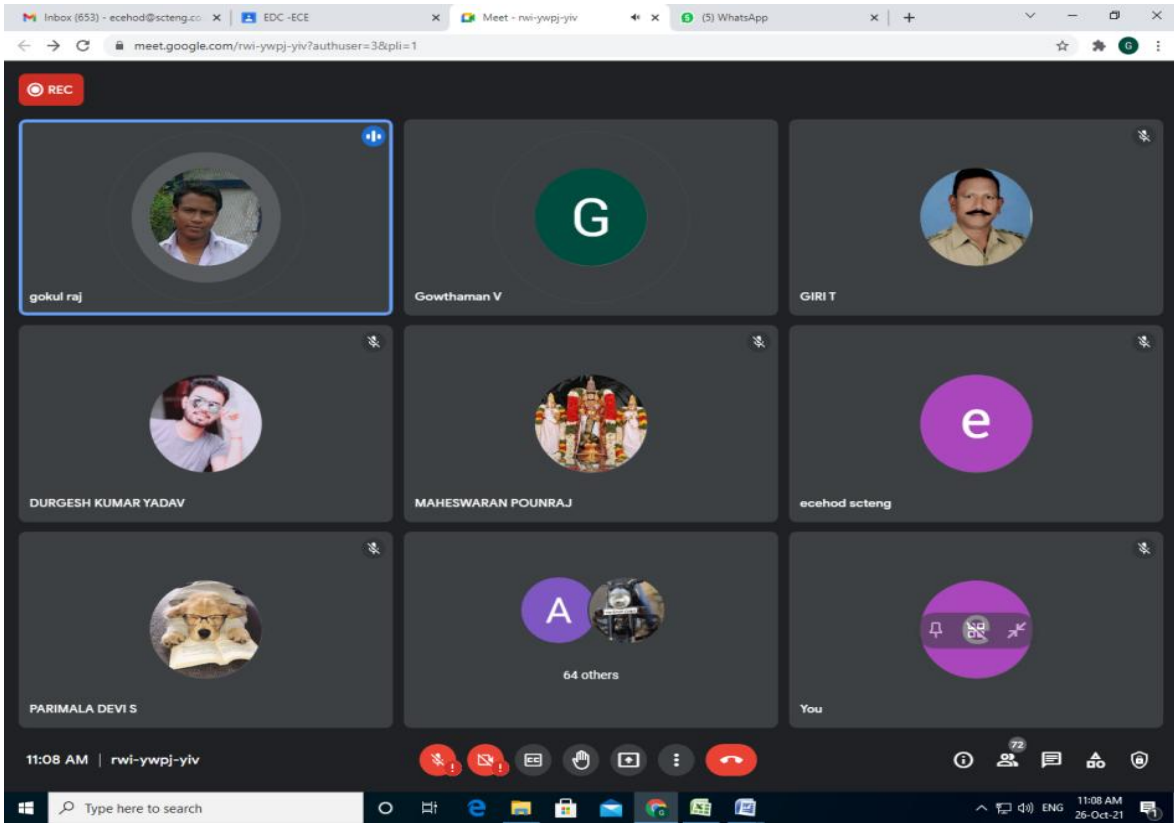 Inbox (653) - ecehod@scteng.co
EDC -ECE
Meet - rwi-ywpj-yiv
(5) WhatsApp
meet.google.com/rwi-ywpj-yiv?authuser=3&pli=1
G
REC
gokul raj
G
Gowthaman V
GIRI T
DURGESH KUMAR YADAV
MAHESWARAN POUNRAJ
e
ecehod scteng
PARIMALA DEVI S
A
64 others
You
11:08 AM | rwi-ywpj-yiv
CC
72
Type here to search
ENG
11:08 AM
26-Oct-21
1